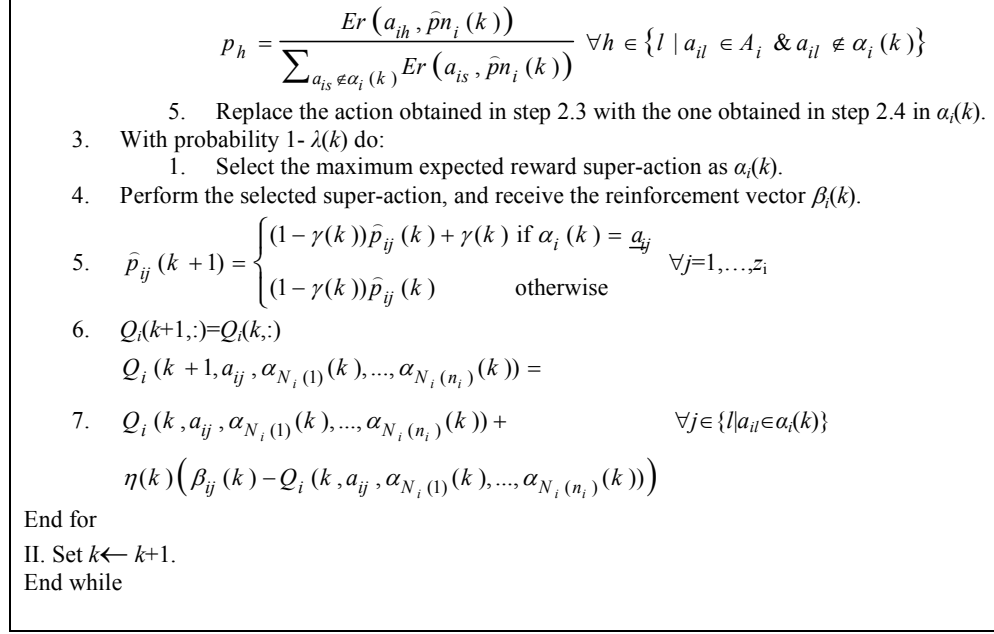 p_h = Er(a_{ih}, p̂n_i(k)) / ∑_{a_{is}∉α_i(k)} Er(a_{is}, p̂n_i(k)) ∀h ∈ {l | a_{il} ∈ A_i & a_{il} ∉ α_i(k)}
5. Replace the action obtained in step 2.3 with the one obtained in step 2.4 in α_i(k).
3. With probability 1- λ(k) do:
1. Select the maximum expected reward super-action as α_i(k).
4. Perform the selected super-action, and receive the reinforcement vector β_i(k).
5. p̂_{ij}(k+1) = { (1−γ(k))p̂_{ij}(k)+γ(k) if α_i(k) = a̲_{ij}
(1−γ(k))p̂_{ij}(k) otherwise ∀j=1,…,z_i
6. Q_i(k+1,:)=Q_i(k,:)
Q_i(k+1,a_{ij},α_{N_i(1)}(k),...,α_{N_i(n_i)}(k)) =
7. Q_i(k,a_{ij},α_{N_i(1)}(k),...,α_{N_i(n_i)}(k))+ ∀j∈{l|a_{il}∈α_i(k)}
η(k)(β_{ij}(k)−Q_i(k,a_{ij},α_{N_i(1)}(k),...,α_{N_i(n_i)}(k)))
End for
II. Set k← k+1.
End while